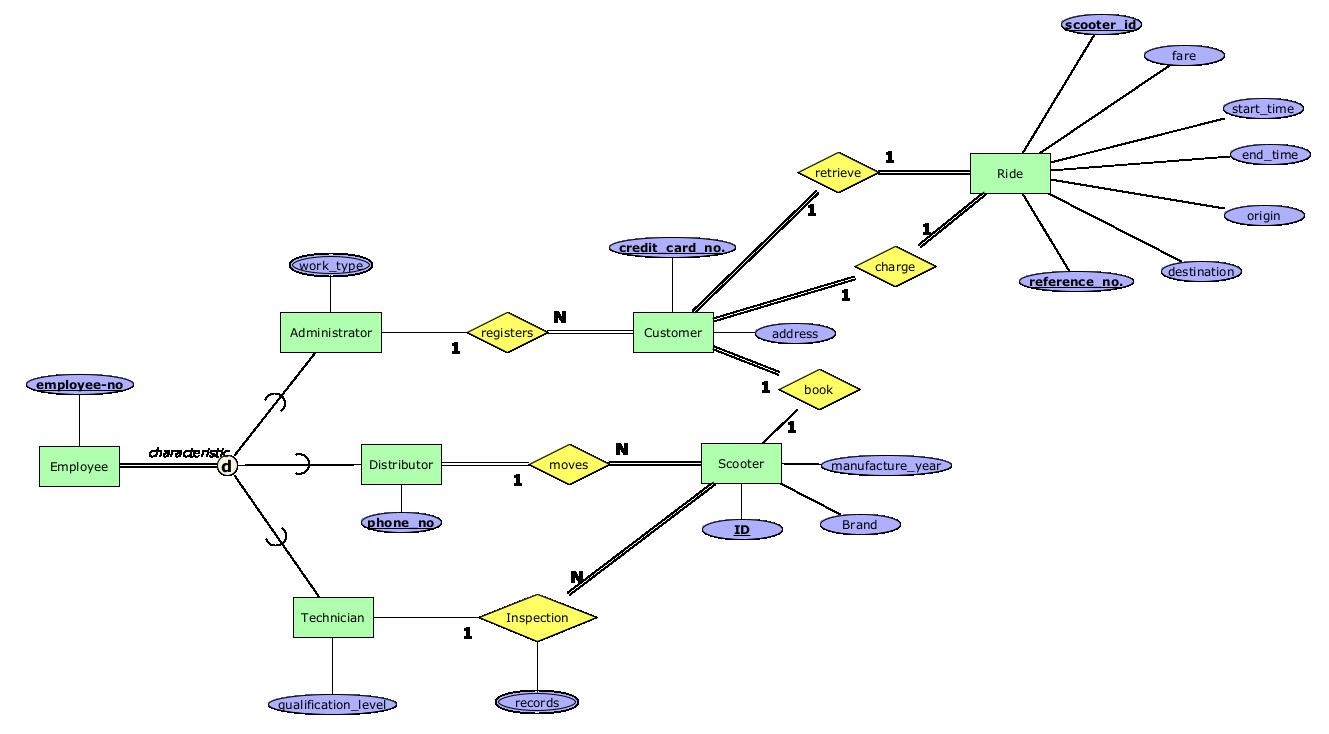 scooter_id
fare
start_time
1
end_time
retrieve
Ride
1
origin
1
credit_card_no.
work_type
charge
destination
reference_no.
1
N
Administrator
registers
Customer
address
1
employee-no
1
book
1
characteristic
N
Employee
d
Distributor
moves
Scooter
manufacture_year
1
phone_no
ID
Brand
N
Technician
Inspection
1
qualification_level
records